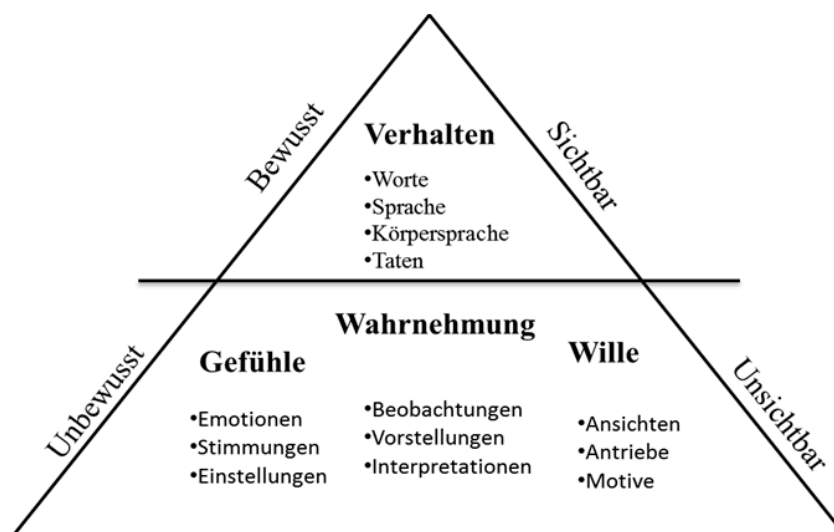 Bewusst
Sichtbar
Verhalten
•Worte
•Sprache
•Körpersprache
•Taten
Unbewusst
Unsichtbar
Wahrnehmung
Gefühle
Wille
•Emotionen
•Stimmungen
•Einstellungen
•Beobachtungen
•Vorstellungen
•Interpretationen
•Ansichten
•Antriebe
•Motive